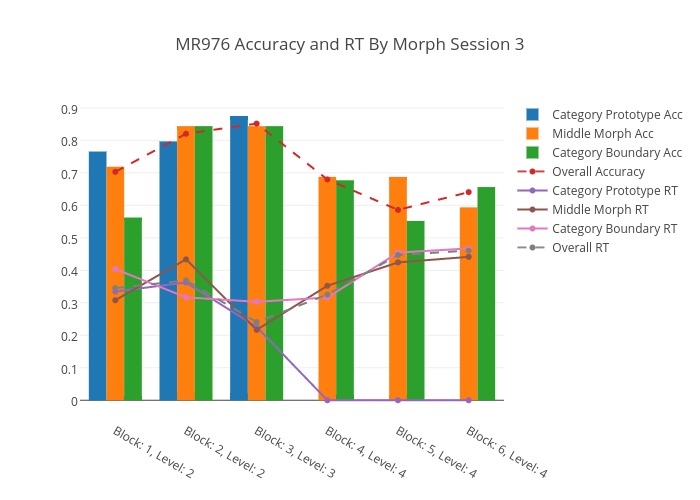 MR976 Accuracy and RT By Morph Session 3
0.9
0.8
0.7
0.6
0.5
0.4
0.3
0.2
0.1
0
Block: 1, Level: 2
Block: 2, Level: 2
Block: 3, Level: 3
Block: 4, Level: 4
Block: 5, Level: 4
Block: 6, Level: 4
Category Prototype Acc
Middle Morph Acc
Category Boundary Acc
Overall Accuracy
Category Prototype RT
Middle Morph RT
Category Boundary RT
Overall RT